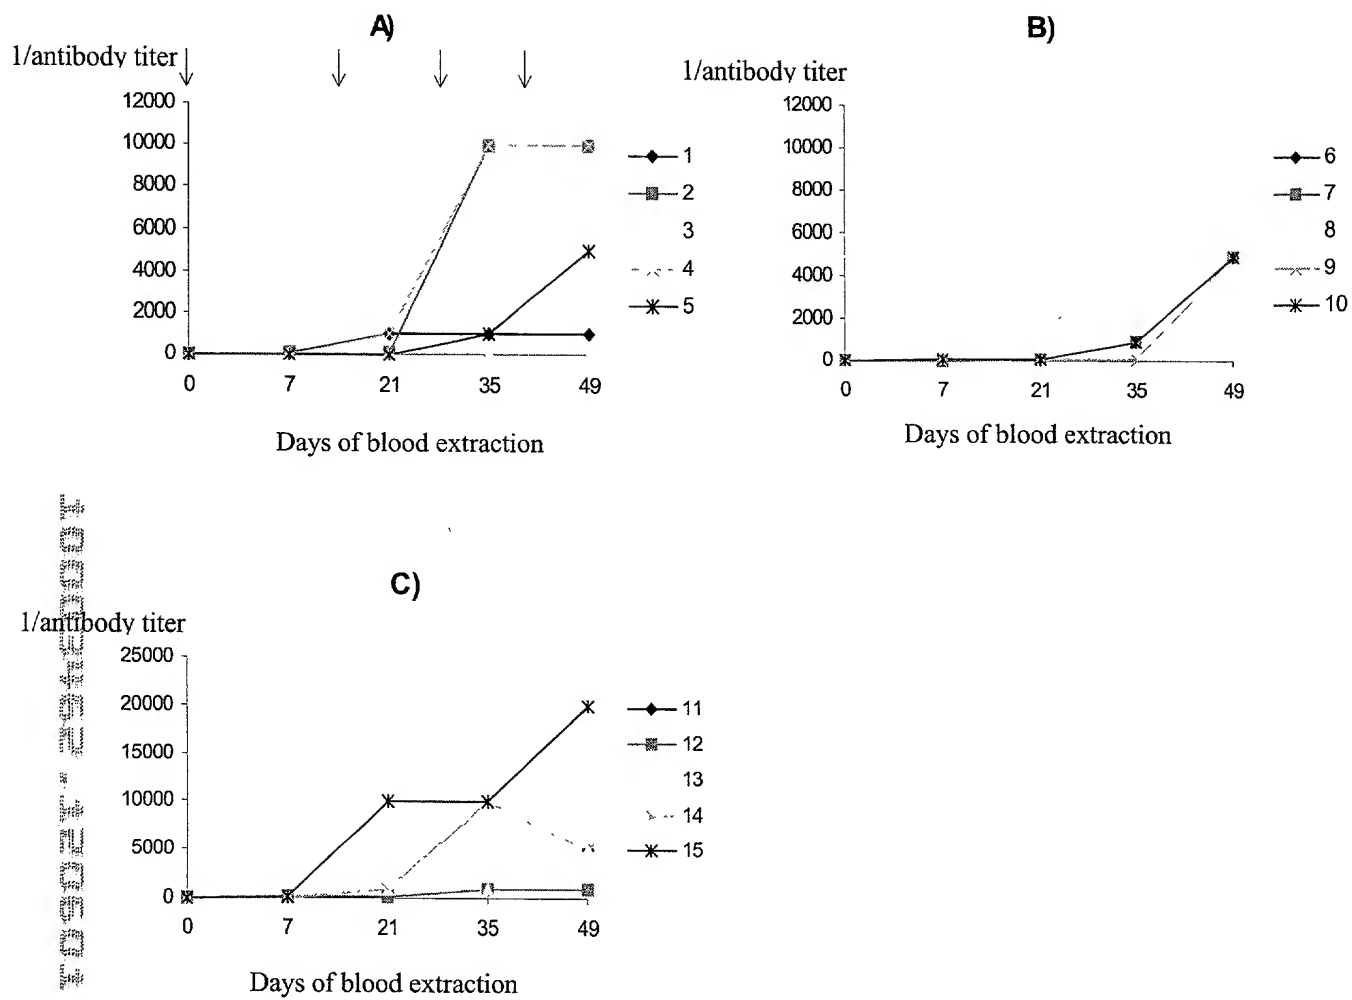 A)
1/antibody titer
12000
10000
8000
6000
4000
2000
0
0 7 21 35 49
Days of blood extraction
1
2
3
4
5
B)
1/antibody titer
12000
10000
8000
6000
4000
2000
0
0 7 21 35 49
Days of blood extraction
6
7
8
9
10
C)
1/antibody titer
25000
20000
15000
10000
5000
0
0 7 21 35 49
Days of blood extraction
11
12
13
14
15